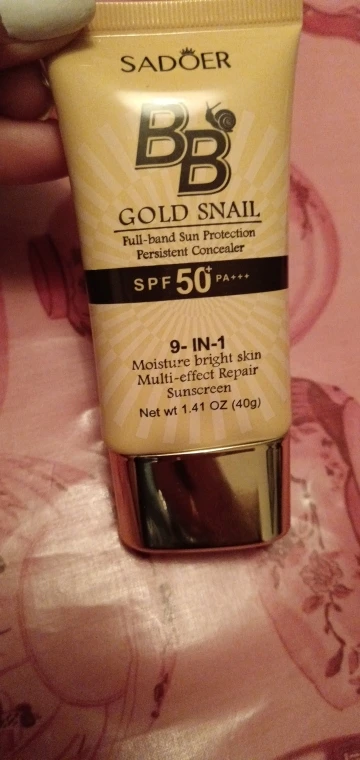 SADOER
BB
GOLD SNAIL
Full-band Sun Protection
Persistent Concealer
SPF 50+ PA+++
9- IN-1
Moisture bright skin
Multi-effect Repair
Sunscreen
Net wt 1.41 OZ (40g)